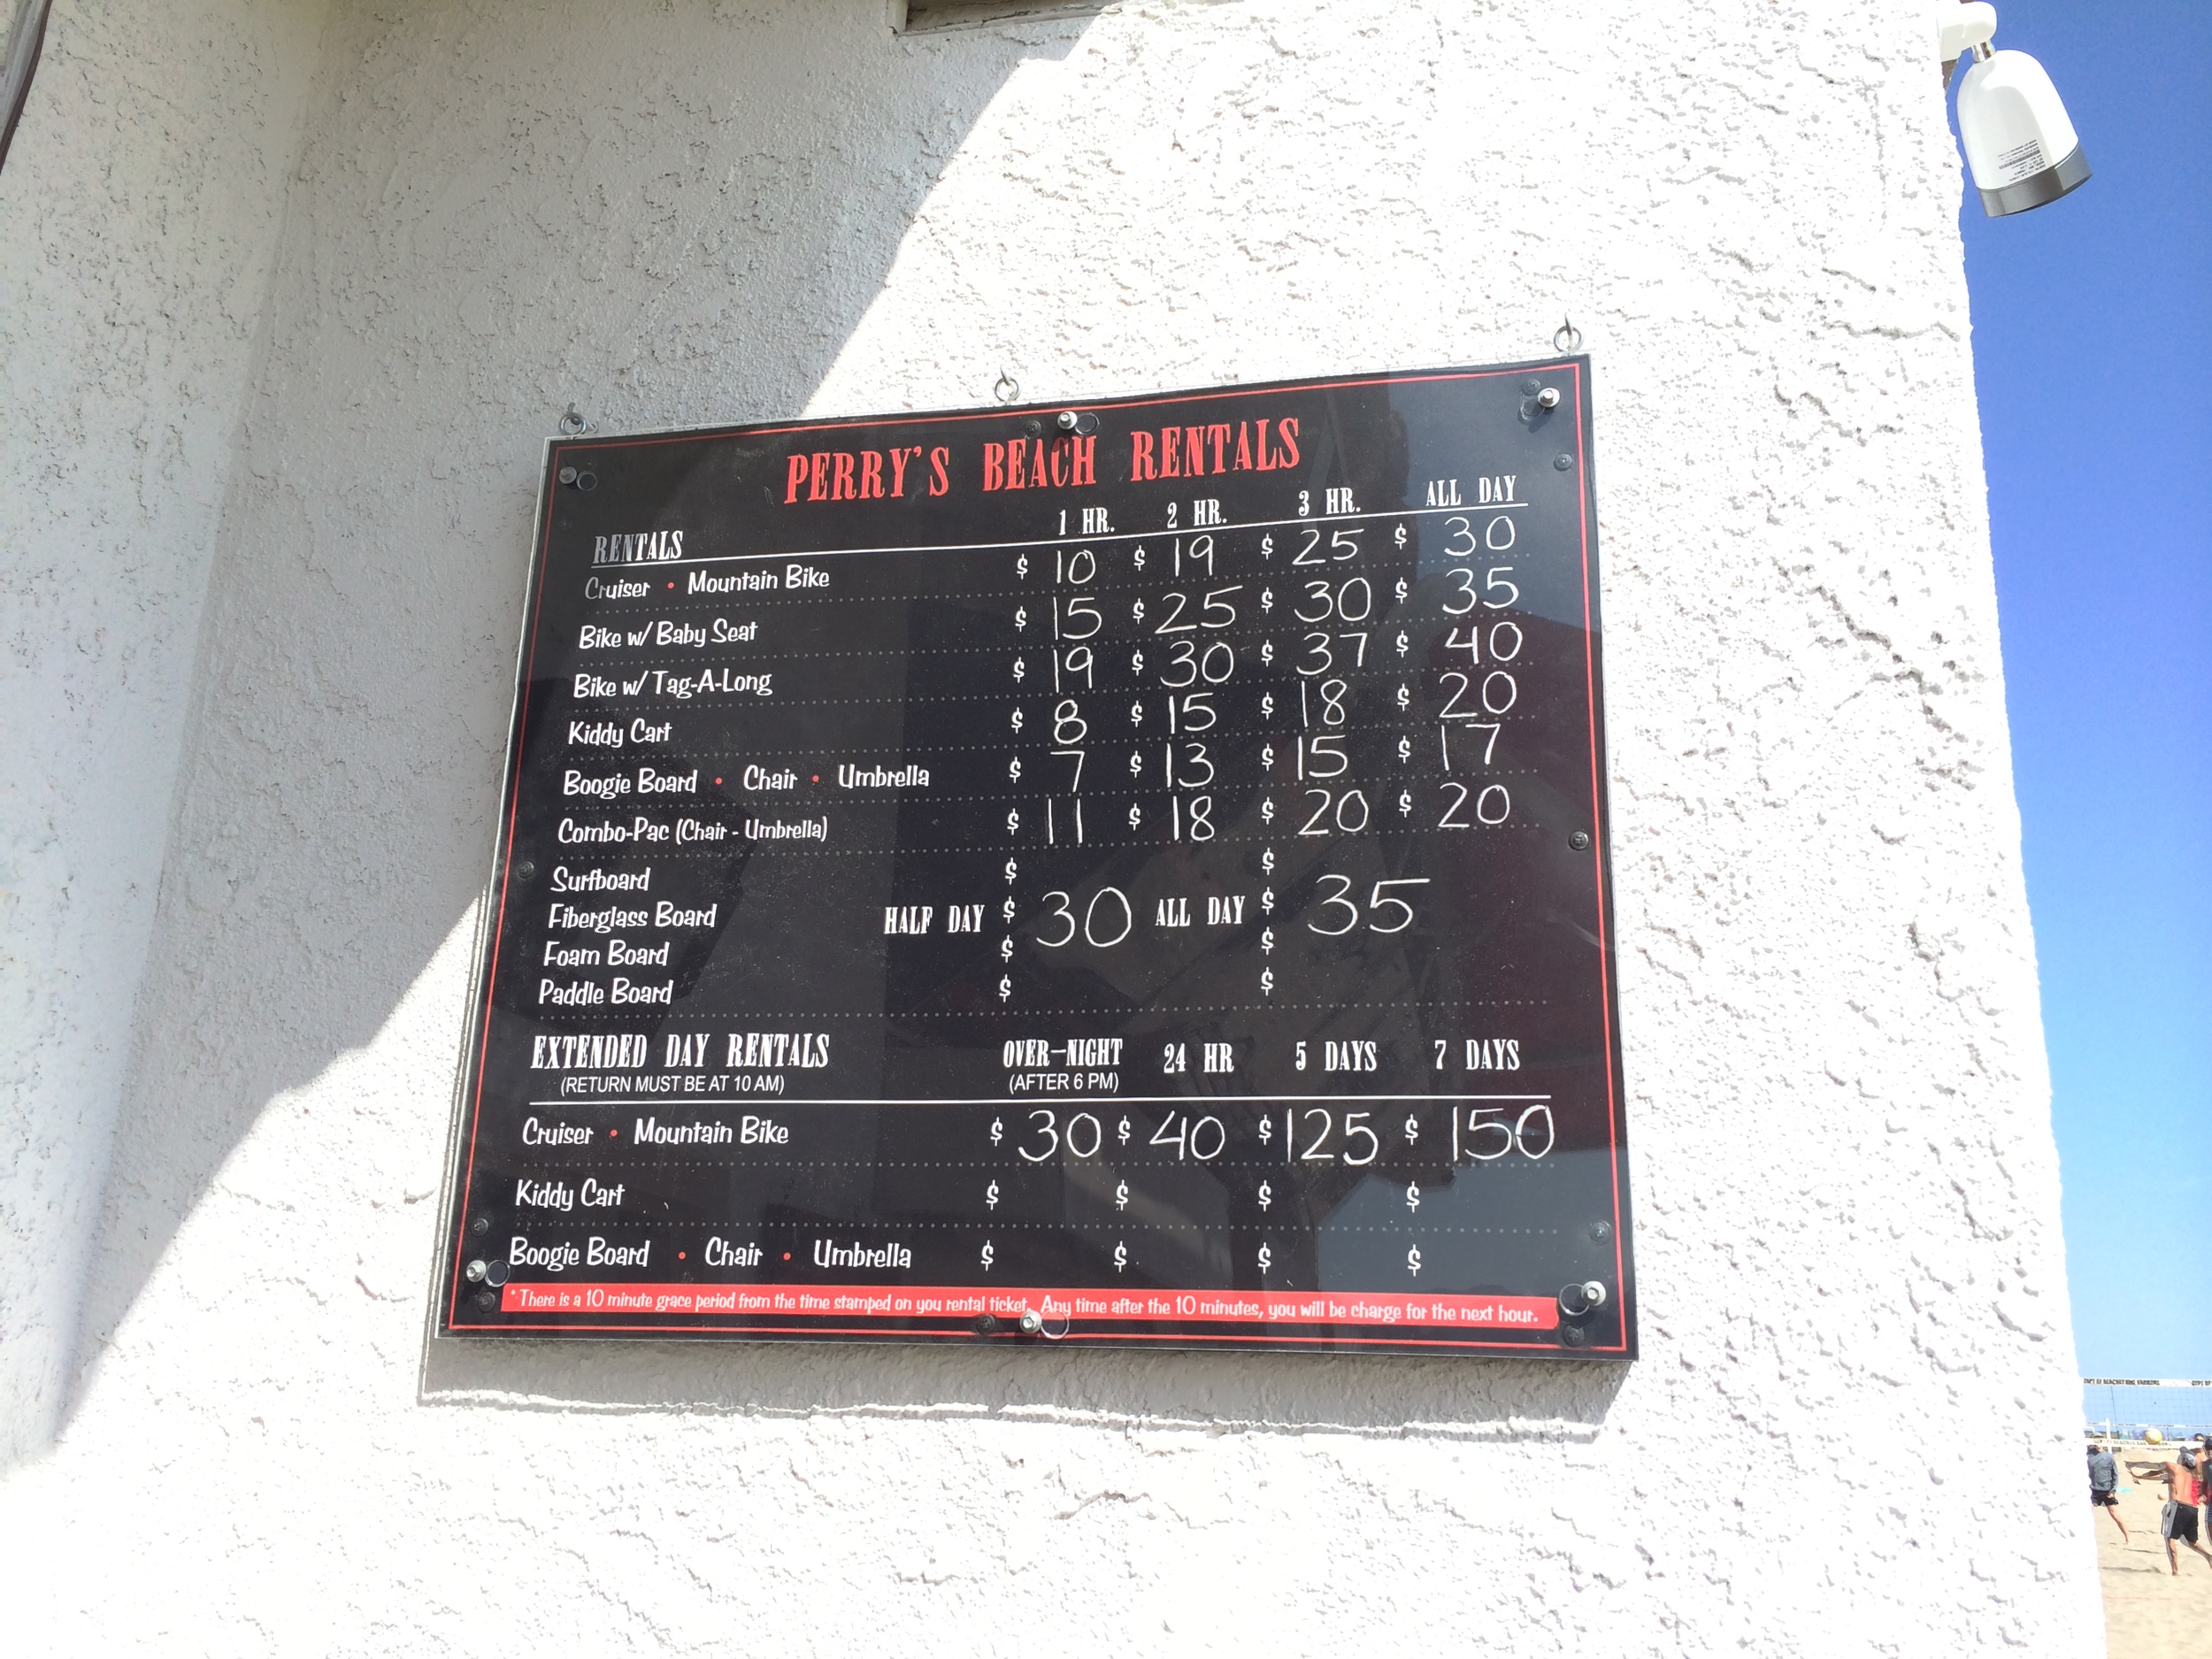 PERRY'S BEACH RENTALS
RENTALS 1 HR. 2 HR. 3 HR. ALL DAY
Cruiser • Mountain Bike $ 10 $ 19 $ 25 $ 30
Bike w/ Baby Seat $ 15 $ 25 $ 30 $ 35
Bike w/ Tag-A-Long $ 19 $ 30 $ 37 $ 40
Kiddy Cart $ 8 $ 15 $ 18 $ 20
Boogie Board • Chair • Umbrella $ 7 $ 13 $ 15 $ 17
Combo-Pac (Chair - Umbrella) $ 11 $ 18 $ 20 $ 20
Surfboard $ $
Fiberglass Board HALF DAY $ 30 ALL DAY $ 35
Foam Board $ $
Paddle Board $ $
EXTENDED DAY RENTALS OVER-NIGHT 24 HR 5 DAYS 7 DAYS
(RETURN MUST BE AT 10 AM) (AFTER 6 PM)
Cruiser • Mountain Bike $ 30 $ 40 $ 125 $ 150
Kiddy Cart $ $ $ $
Boogie Board • Chair • Umbrella $ $ $ $
* There is a 10 minute grace period from the time stamped on you rental ticket. Any time after the 10 minutes, you will be charge for the next hour.